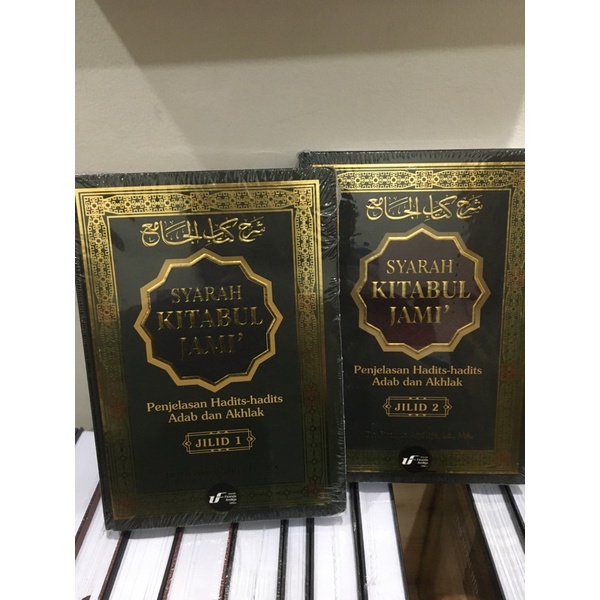 شرح كتاب الجامع
SYARAH
KITABUL
JAMI'
Penjelasan Hadits-hadits
Adab dan Akhlak
JILID 1
شرح كتاب الجامع
SYARAH
KITABUL
JAMI'
Penjelasan Hadits-hadits
Adab dan Akhlak
JILID 2